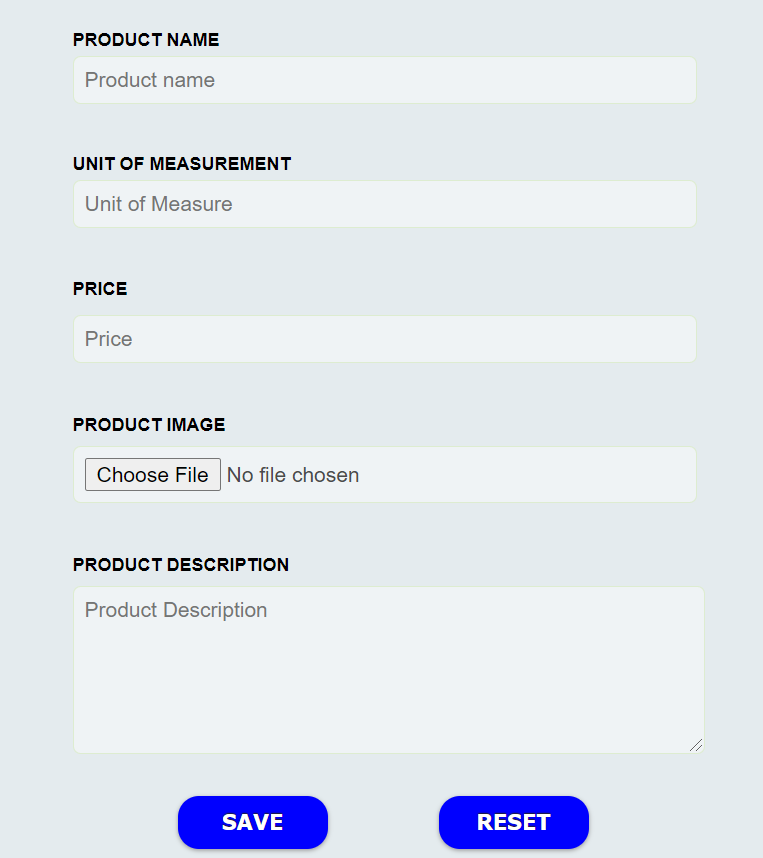 PRODUCT NAME
Product name
UNIT OF MEASUREMENT
Unit of Measure
PRICE
Price
PRODUCT IMAGE
Choose File No file chosen
PRODUCT DESCRIPTION
Product Description
SAVE RESET